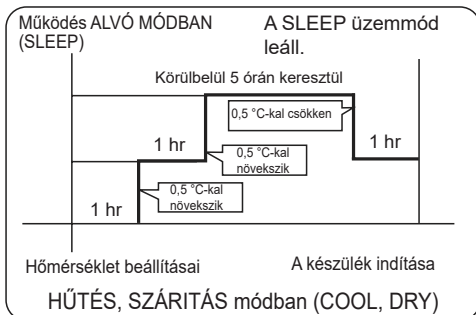 Működés ALVÓ MÓDBAN
(SLEEP)
A SLEEP üzemmód
leáll.
Körülbelül 5 órán keresztül
0,5 °C-kal csökken
1 hr
1 hr
0,5 °C-kal
növekszik
1 hr
0,5 °C-kal
növekszik
Hőmérséklet beállításai
A készülék indítása
HŰTÉS, SZÁRITÁS módban (COOL, DRY)